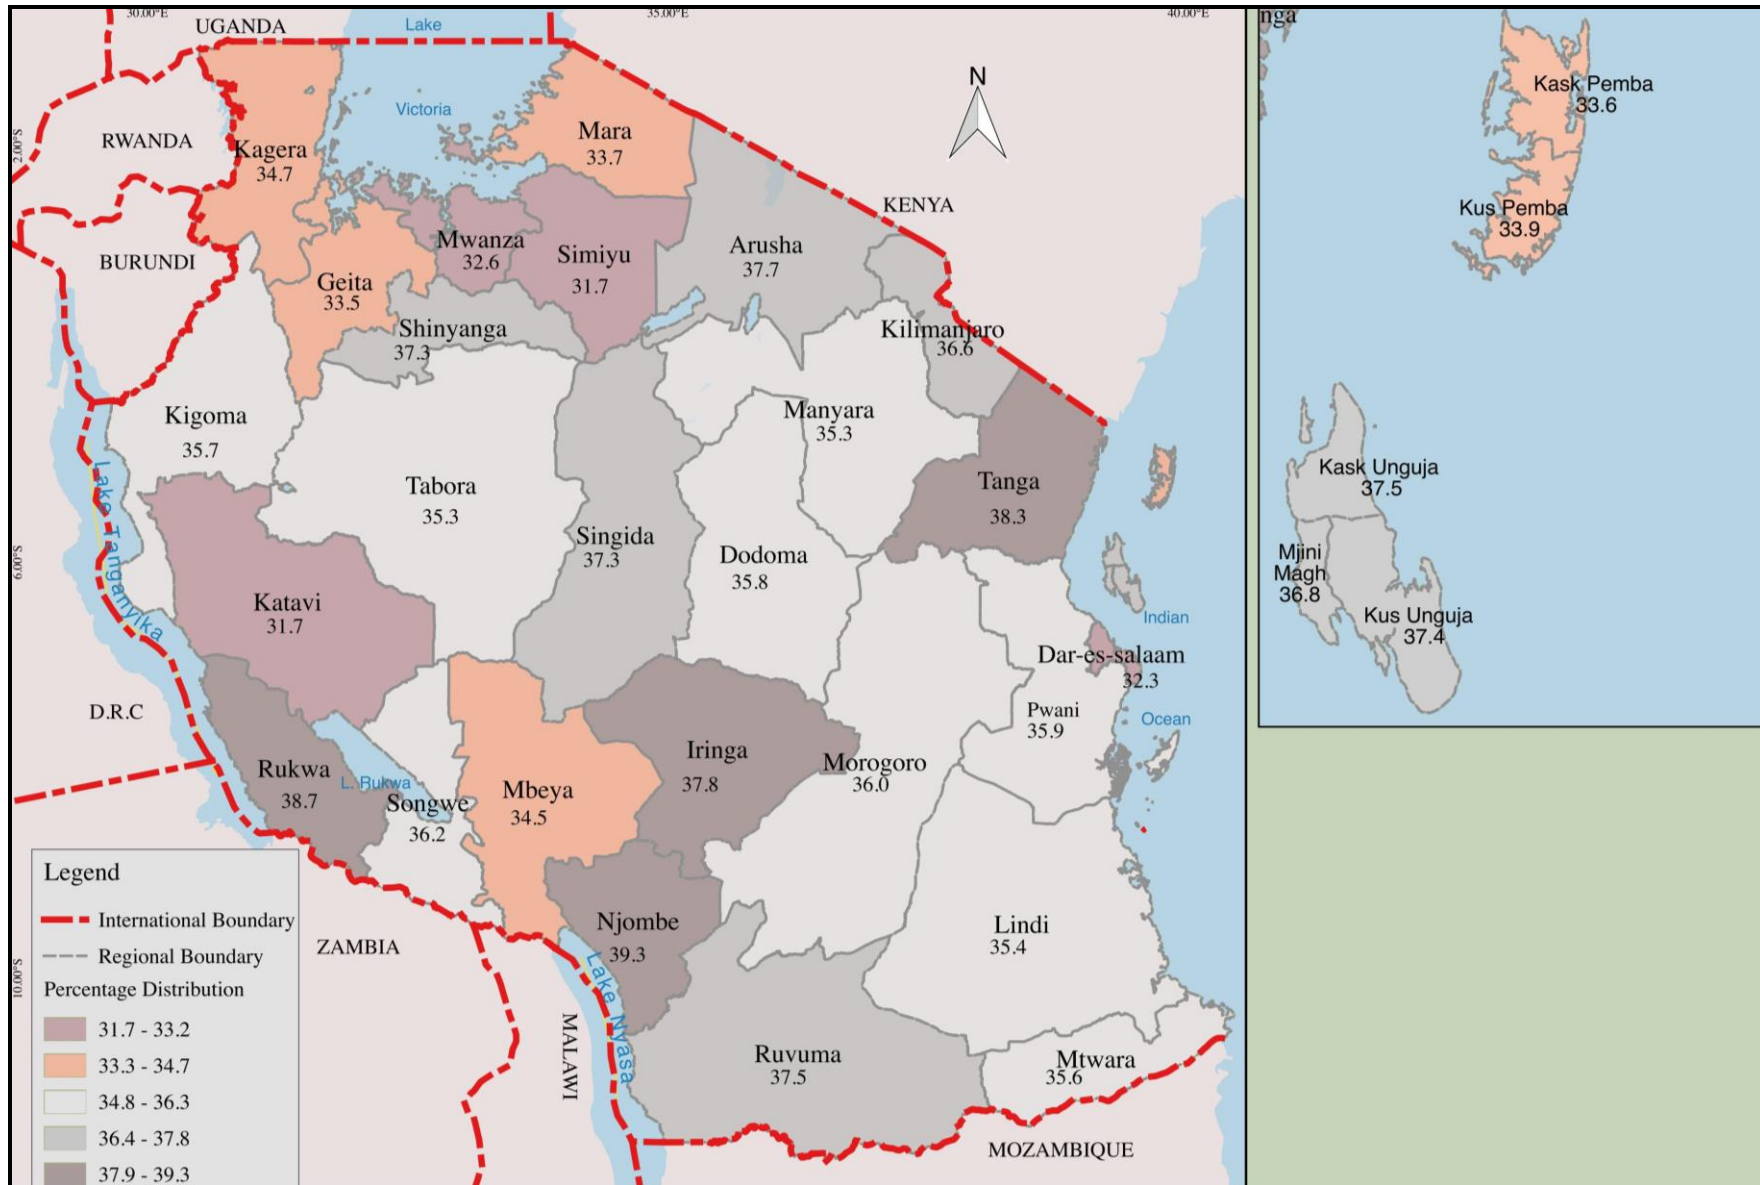 30.00°E
35.00°E
40.00°E
2.00°S
6.00°S
10.00°S
UGANDA
Lake
Victoria
RWANDA
BURUNDI
KENYA
D.R.C
ZAMBIA
MALAWI
MOZAMBIQUE
N
Kagera
34.7
Mara
33.7
Mwanza
32.6
Simiyu
31.7
Arusha
37.7
Geita
33.5
Shinyanga
37.3
Kilimanjaro
36.6
Kigoma
35.7
Manyara
35.3
Tabora
35.3
Singida
37.3
Tanga
38.3
Dodoma
35.8
Katavi
31.7
Lake Tanganyika
Indian
Dar-es-salaam
32.3
Pwani
35.9
Ocean
Rukwa
38.7
L. Rukwa
Songwe
36.2
Mbeya
34.5
Iringa
37.8
Morogoro
36.0
Njombe
39.3
Lindi
35.4
Lake Nyasa
Ruvuma
37.5
Mtwara
35.6
Legend
International Boundary
Regional Boundary
Percentage Distribution
31.7 - 33.2
33.3 - 34.7
34.8 - 36.3
36.4 - 37.8
37.9 - 39.3
nga
Kask Pemba
33.6
Kus Pemba
33.9
Kask Unguja
37.5
Mjini
Magh
36.8
Kus Unguja
37.4